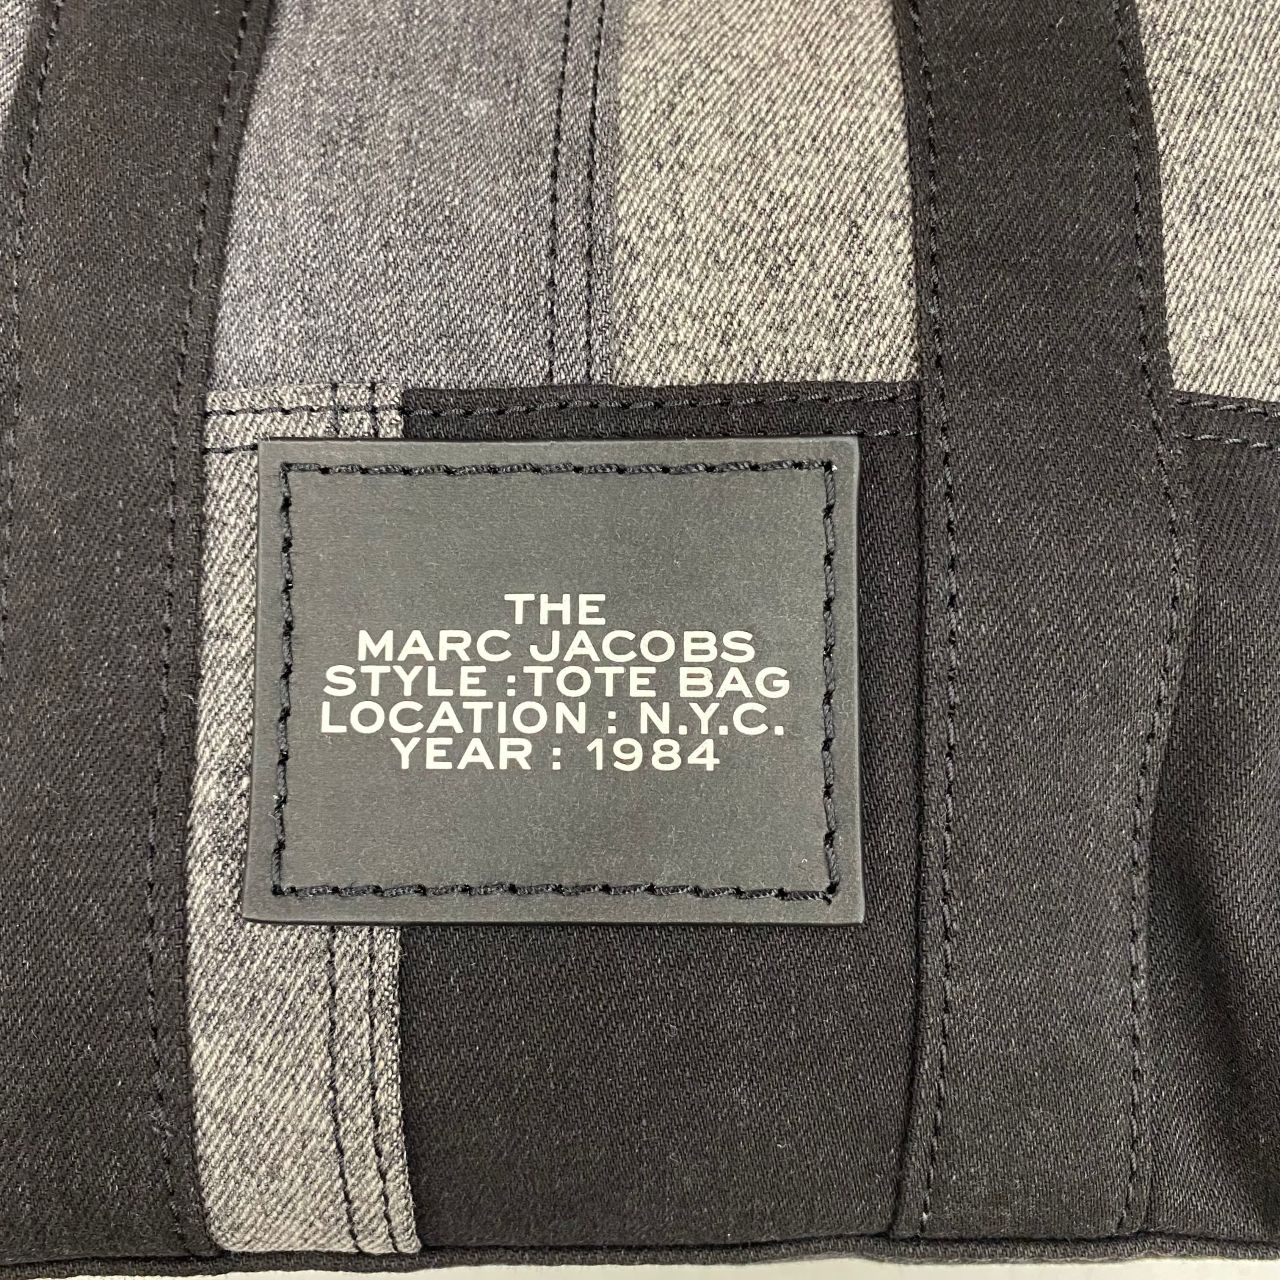 THE
MARC JACOBS
STYLE :TOTE BAG
LOCATION : N.Y.C.
YEAR : 1984